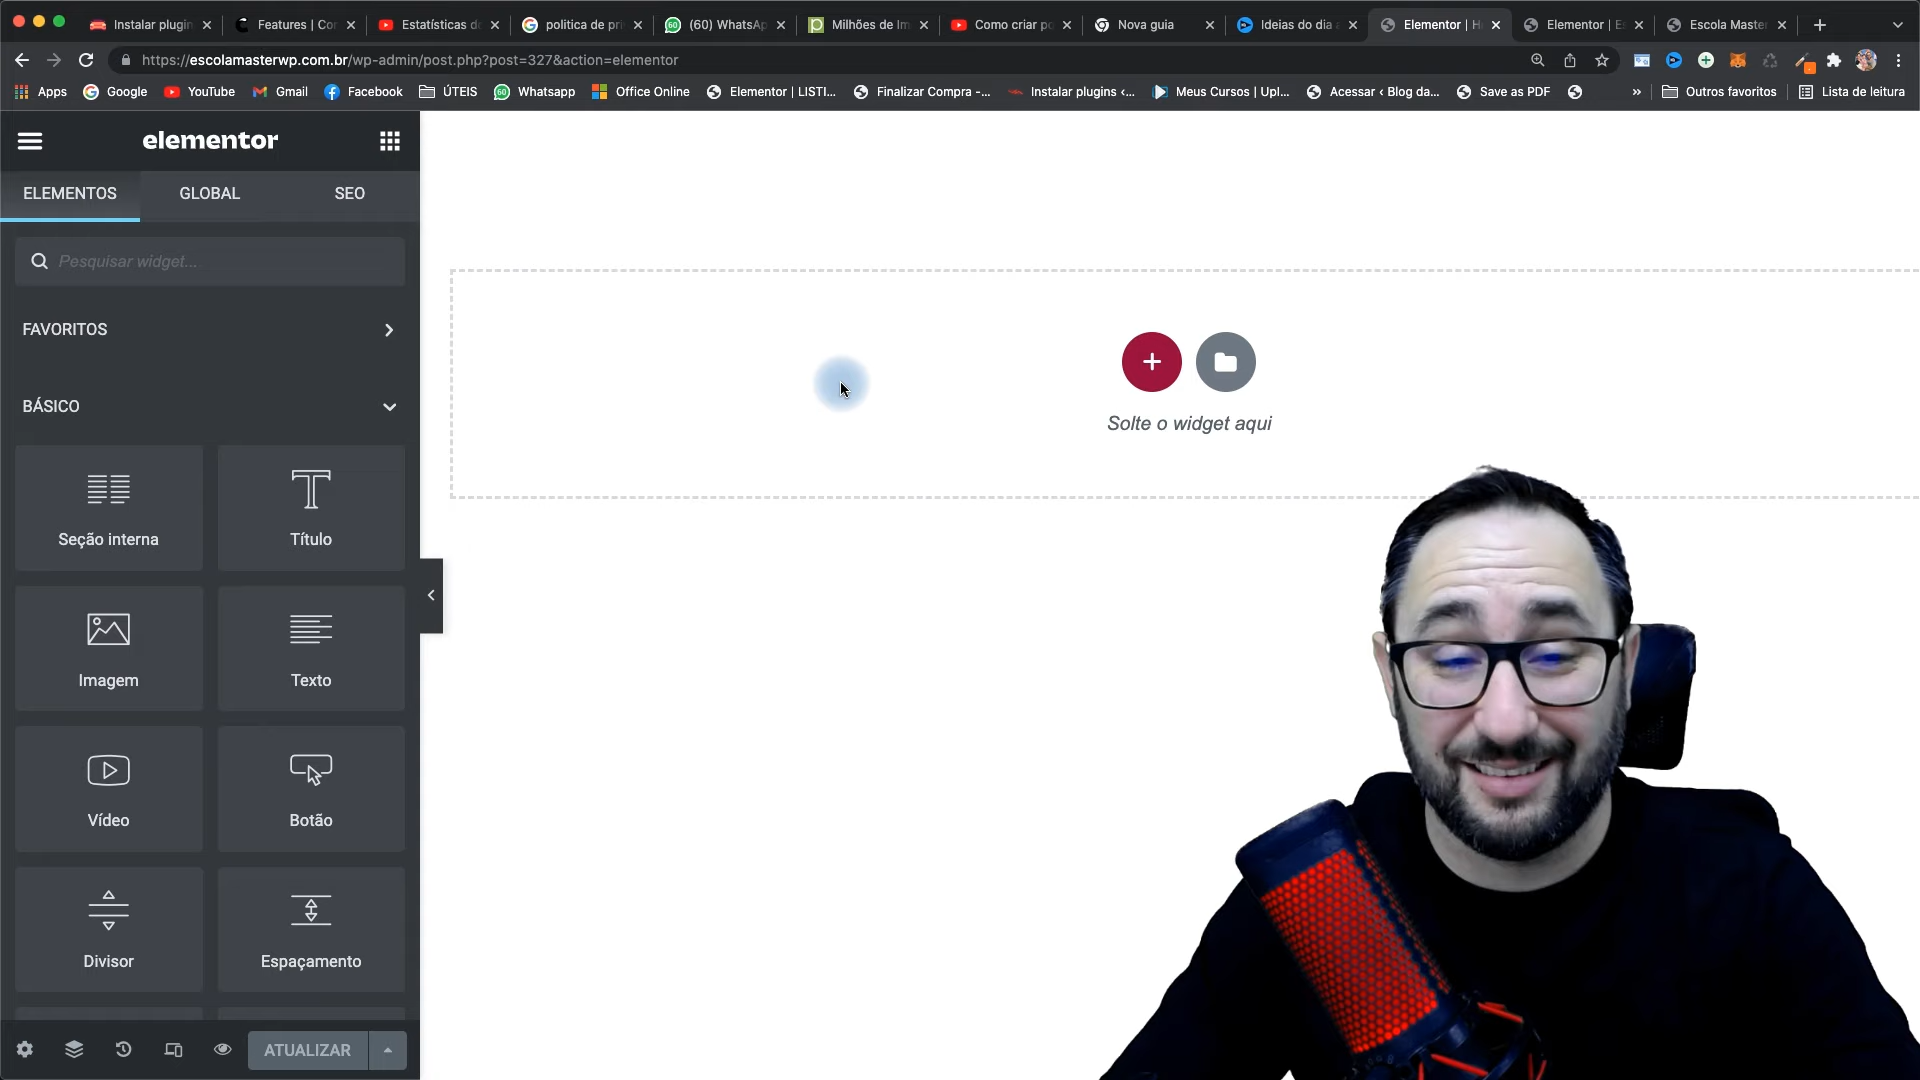 Instalar plugin
Features | Co
Estatísticas d
politica de pri
(60) WhatsAp
Milhões de Im
Como criar po
Nova guia
Ideias do dia
Elementor | H
Elementor | E
Escola Master
https://escolamasterwp.com.br/wp-admin/post.php?post=327&action=elementor
Apps
Google
YouTube
Gmail
Facebook
ÚTEIS
Whatsapp
Office Online
Elementor | LISTI...
Finalizar Compra -...
Instalar plugins ‹...
Meus Cursos | Upl...
Acessar ‹ Blog da...
Save as PDF
»
Outros favoritos
Lista de leitura
elementor
ELEMENTOS
GLOBAL
SEO
Pesquisar widget...
FAVORITOS
BÁSICO
Seção interna
Título
Imagem
Texto
Vídeo
Botão
Divisor
Espaçamento
ATUALIZAR
Solte o widget aqui